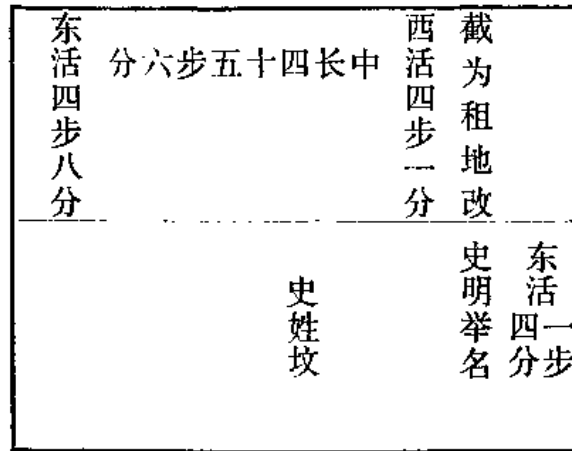 截为租地改
西活四步一分
中长四十五步六分
东活四步八分
东活一步四分
史明举名
史姓坟